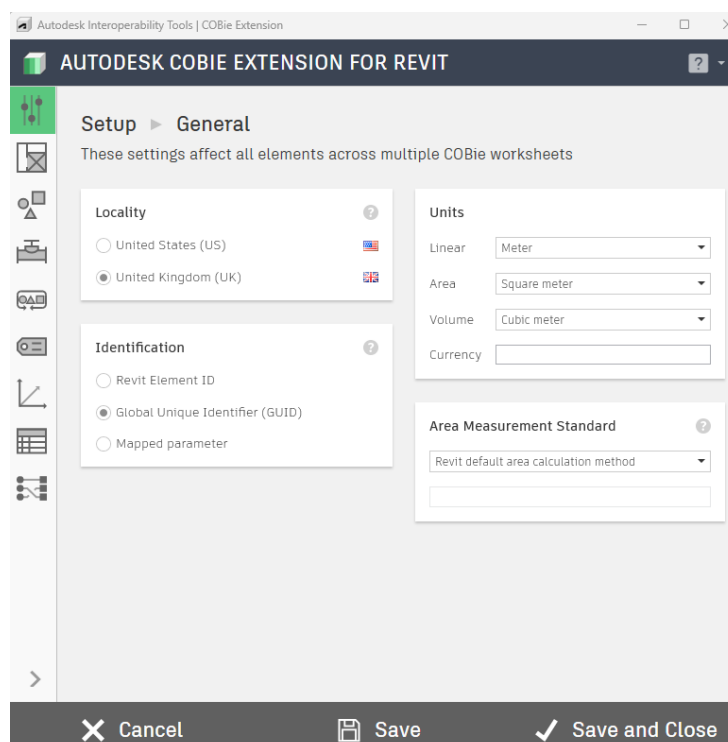 Autodesk Interoperability Tools | COBie Extension
AUTODESK COBIE EXTENSION FOR REVIT
?
Setup ► General
These settings affect all elements across multiple COBie worksheets
Locality
?
United States (US)
United Kingdom (UK)
Identification
?
Revit Element ID
Global Unique Identifier (GUID)
Mapped parameter
Units
Linear Meter
Area Square meter
Volume Cubic meter
Currency
Area Measurement Standard
?
Revit default area calculation method
Cancel
Save
Save and Close